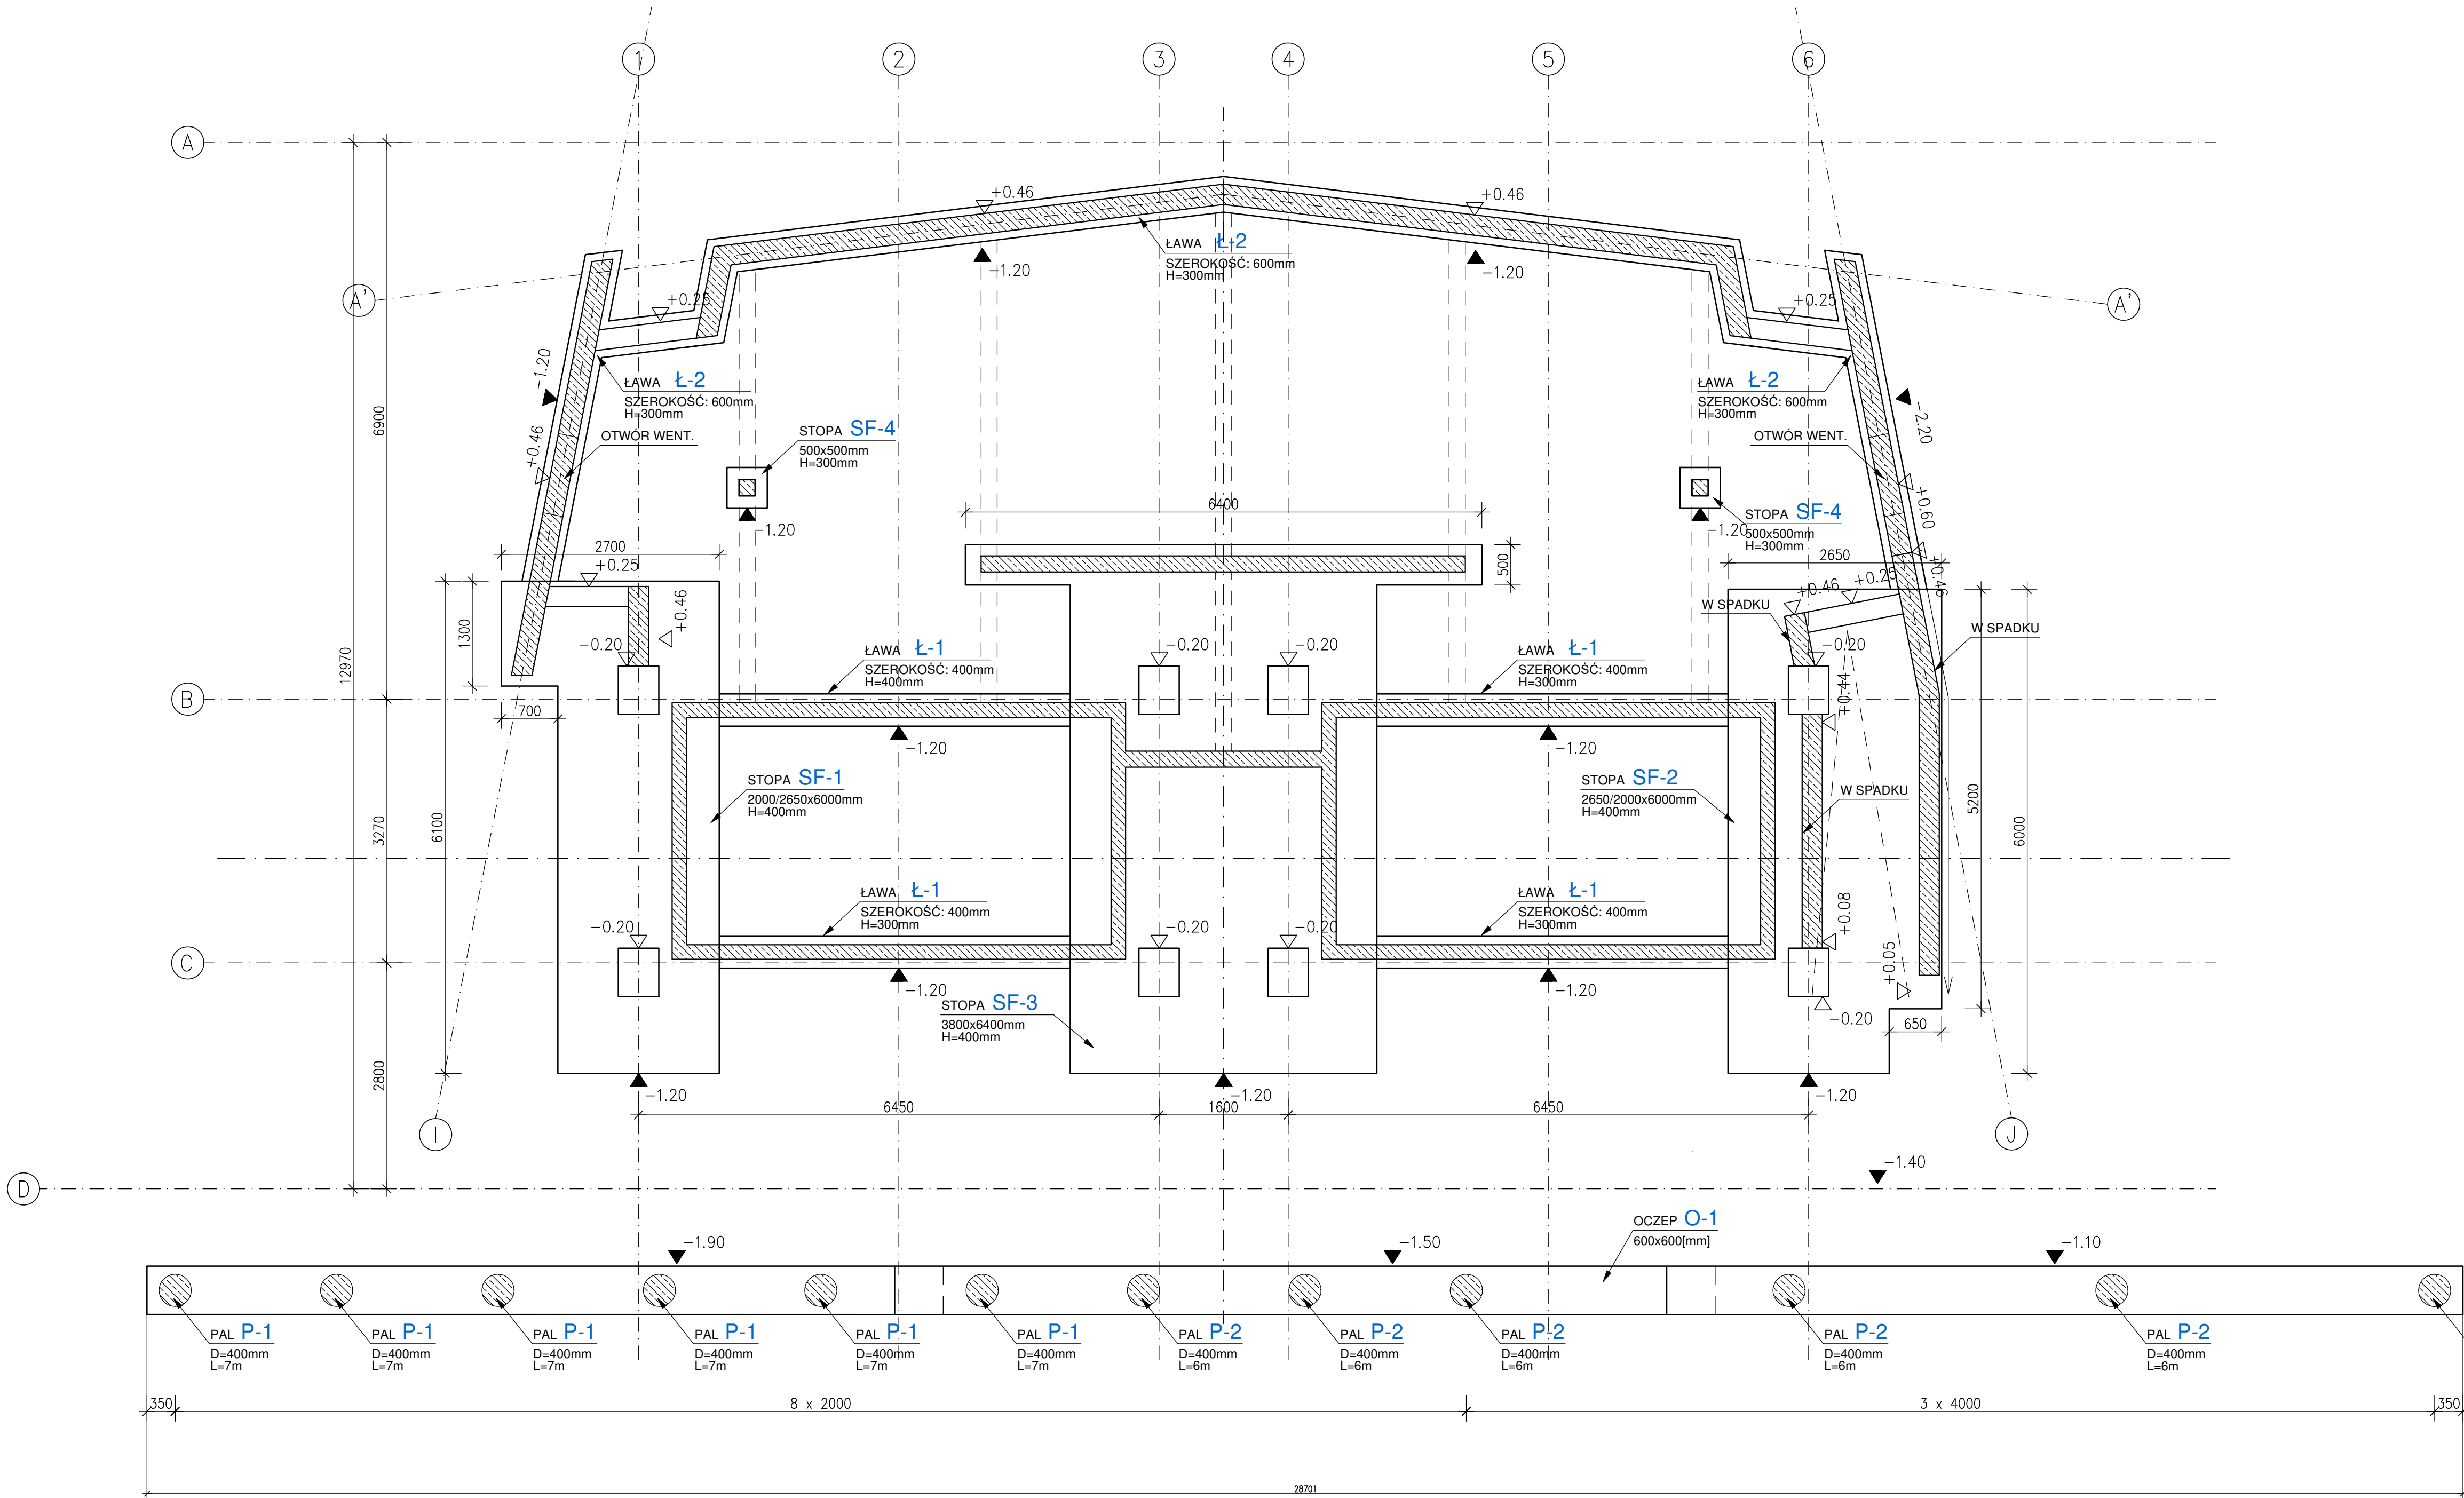 1
2
3
4
5
6
A
+0.46
+0.46
ŁAWA Ł-2
SZEROKOŚĆ: 600mm
H=300mm
-1.20
-1.20
A'
+0.25
+0.25
A'
-1.20
ŁAWA Ł-2
SZEROKOŚĆ: 600mm
H=300mm
ŁAWA Ł-2
SZEROKOŚĆ: 600mm
H=300mm
-2.20
6900
+0.46
OTWÓR WENT.
STOPA SF-4
500x500mm
H=300mm
OTWÓR WENT.
+0.60
6400
-1.20
-1.20
STOPA SF-4
500x500mm
H=300mm
2700
+0.25
500
2650
+0.46
+0.46
+0.25
+0.46
W SPADKU
W SPADKU
1300
12970
-0.20
-0.20
-0.20
-0.20
ŁAWA Ł-1
SZEROKOŚĆ: 400mm
H=400mm
ŁAWA Ł-1
SZEROKOŚĆ: 400mm
H=300mm
+0.44
B
700
-1.20
-1.20
STOPA SF-1
2000/2650x6000mm
H=400mm
STOPA SF-2
2650/2000x6000mm
H=400mm
W SPADKU
5200
6100
3270
6000
ŁAWA Ł-1
SZEROKOŚĆ: 400mm
H=300mm
ŁAWA Ł-1
SZEROKOŚĆ: 400mm
H=300mm
-0.20
-0.20
-0.20
+0.08
+0.05
C
-1.20
-1.20
STOPA SF-3
3800x6400mm
H=400mm
-0.20
650
2800
-1.20
-1.20
-1.20
6450
1600
6450
I
J
-1.40
D
OCZEP O-1
600x600[mm]
-1.90
-1.50
-1.10
PAL P-1
D=400mm
L=7m
PAL P-1
D=400mm
L=7m
PAL P-1
D=400mm
L=7m
PAL P-1
D=400mm
L=7m
PAL P-1
D=400mm
L=7m
PAL P-1
D=400mm
L=7m
PAL P-2
D=400mm
L=6m
PAL P-2
D=400mm
L=6m
PAL P-2
D=400mm
L=6m
PAL P-2
D=400mm
L=6m
PAL P-2
D=400mm
L=6m
350
8 x 2000
3 x 4000
350
28701